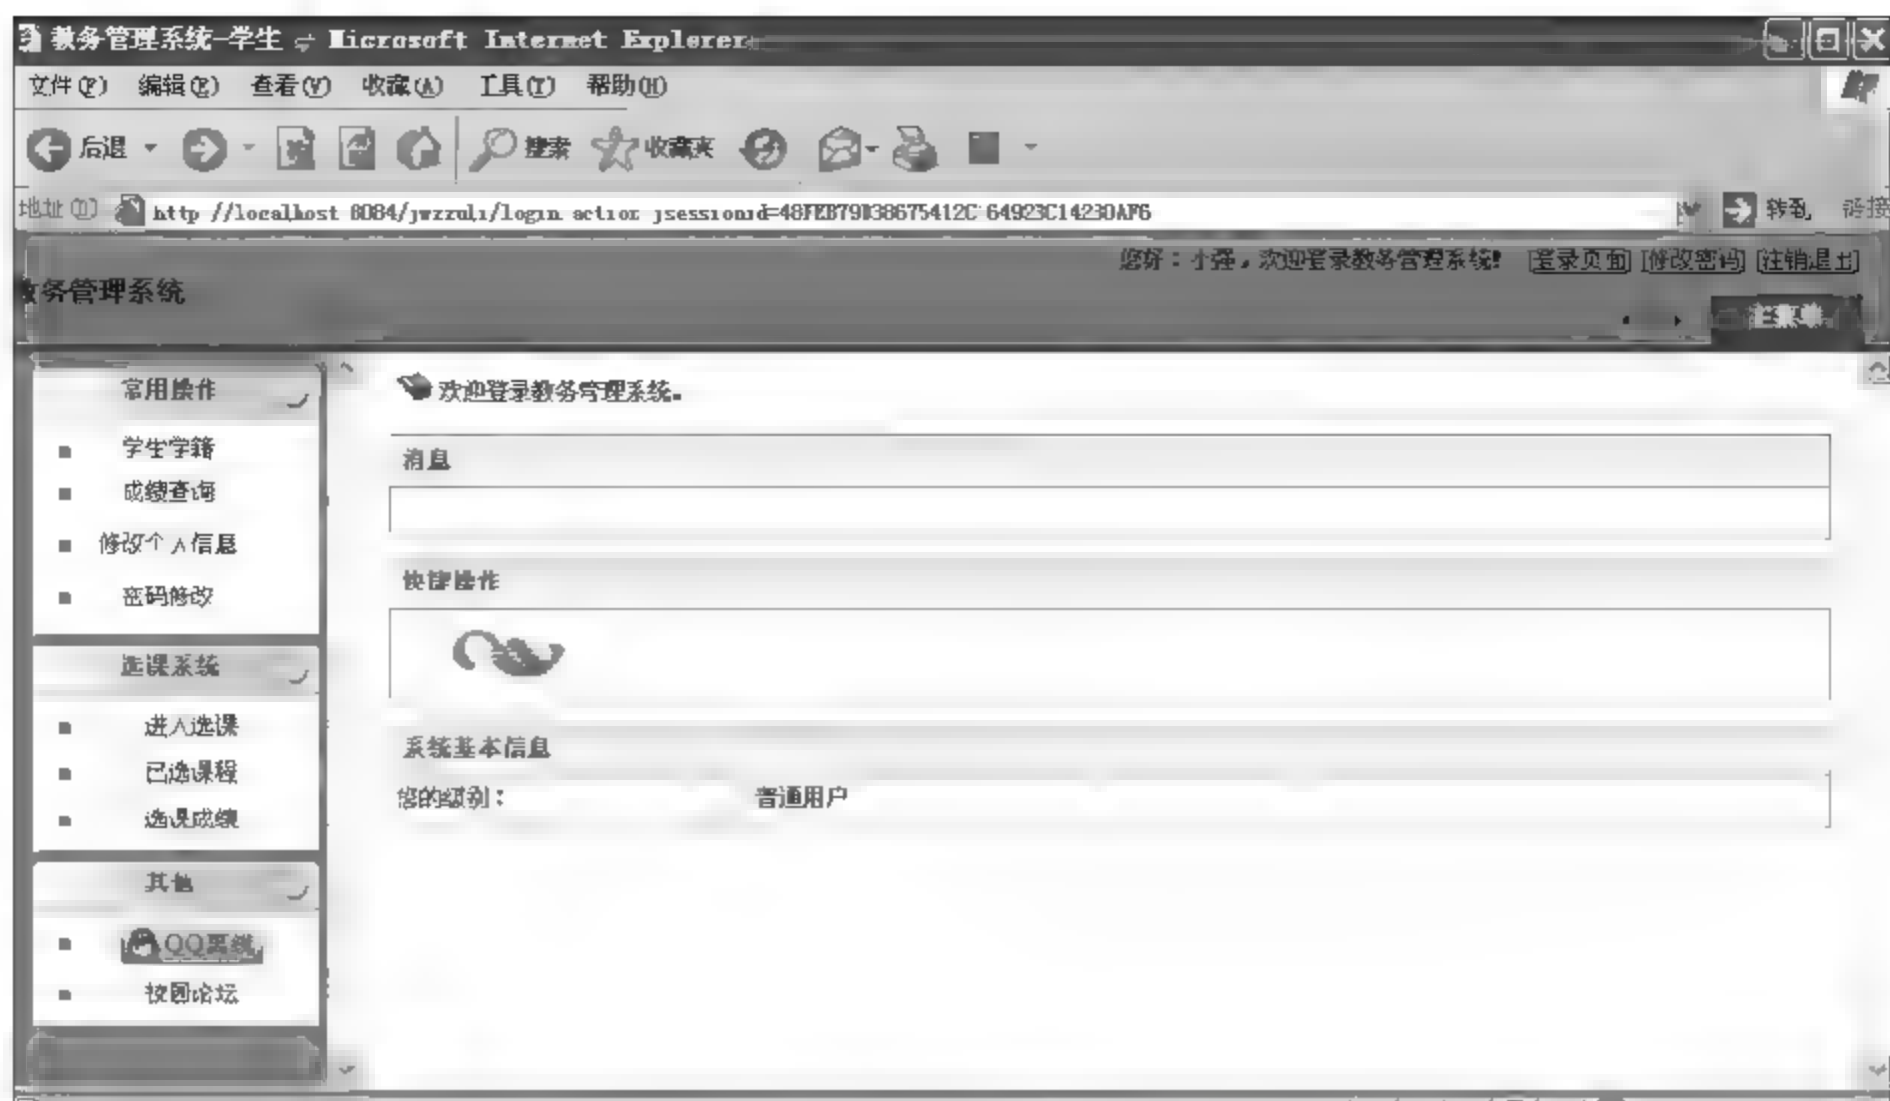 教务管理系统-学生 - Microsoft Internet Explorer
文件(F) 编辑(E) 查看(V) 收藏(A) 工具(T) 帮助(H)
后退 搜索 收藏夹
地址(D) http //localhost 8084/jwzzuli/login action jsessionid= 转到 链接
您好：小强，欢迎登录教务管理系统! [登录页面] [修改密码] [注销退出]
教务管理系统
常用操作
学生学籍
成绩查询
修改个人信息
密码修改
选课系统
进入选课
已选课程
选课成绩
其他
QQ离线
校园论坛
欢迎登录教务管理系统。
消息
快捷操作
系统基本信息
您的级别： 普通用户